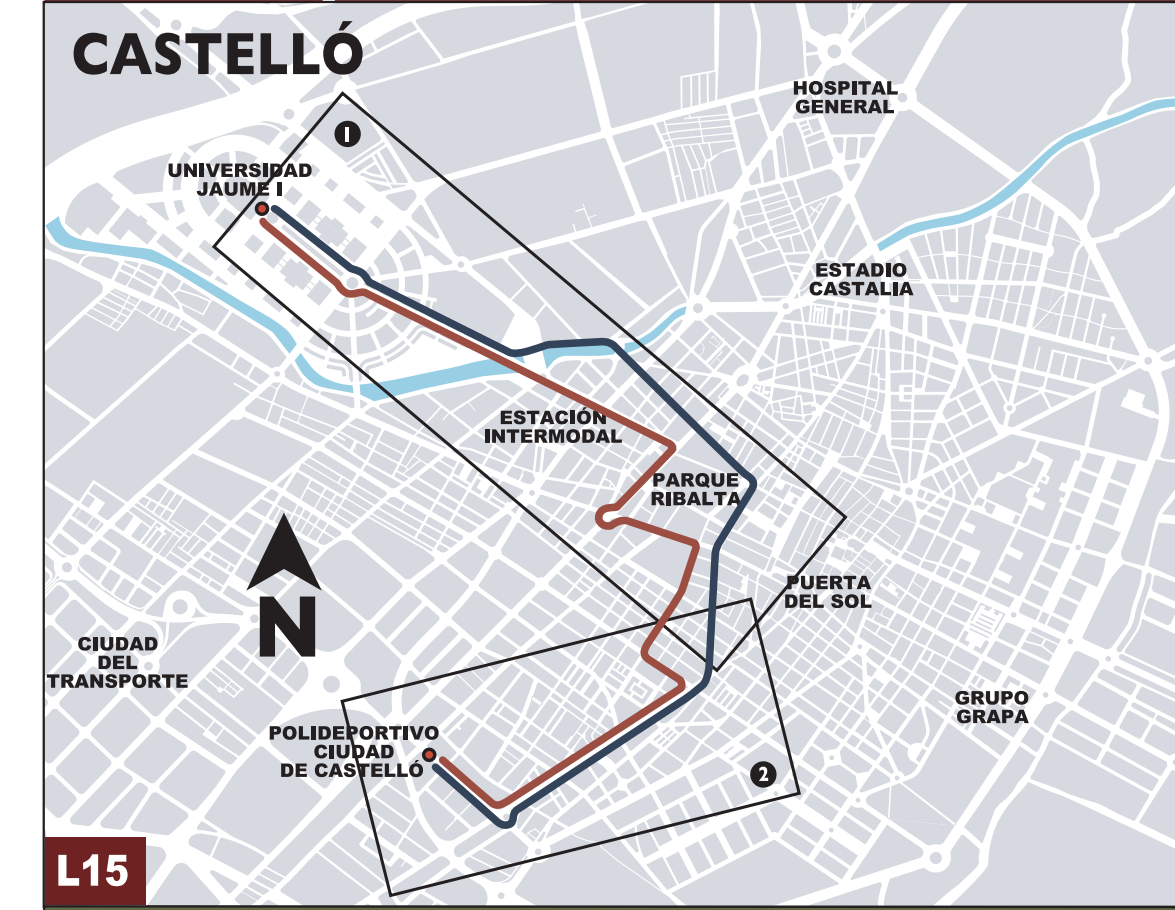 CASTELLÓ
HOSPITAL
GENERAL
1
UNIVERSIDAD
JAUME I
ESTADIO
CASTALIA
ESTACIÓN
INTERMODAL
PARQUE
RIBALTA
PUERTA
DEL SOL
N
CIUDAD
DEL
TRANSPORTE
GRUPO
GRAPA
POLIDEPORTIVO
CIUDAD
DE CASTELLÓ
2
L15